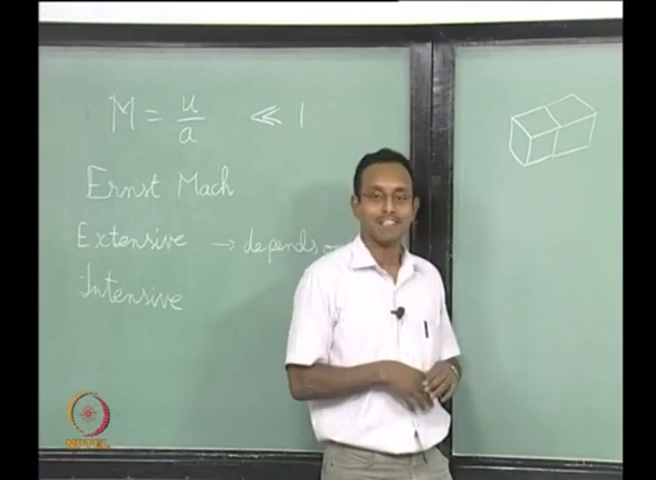 M = u/a ≪ 1
Ernst Mach
Extensive → depends
Intensive
NPTEL